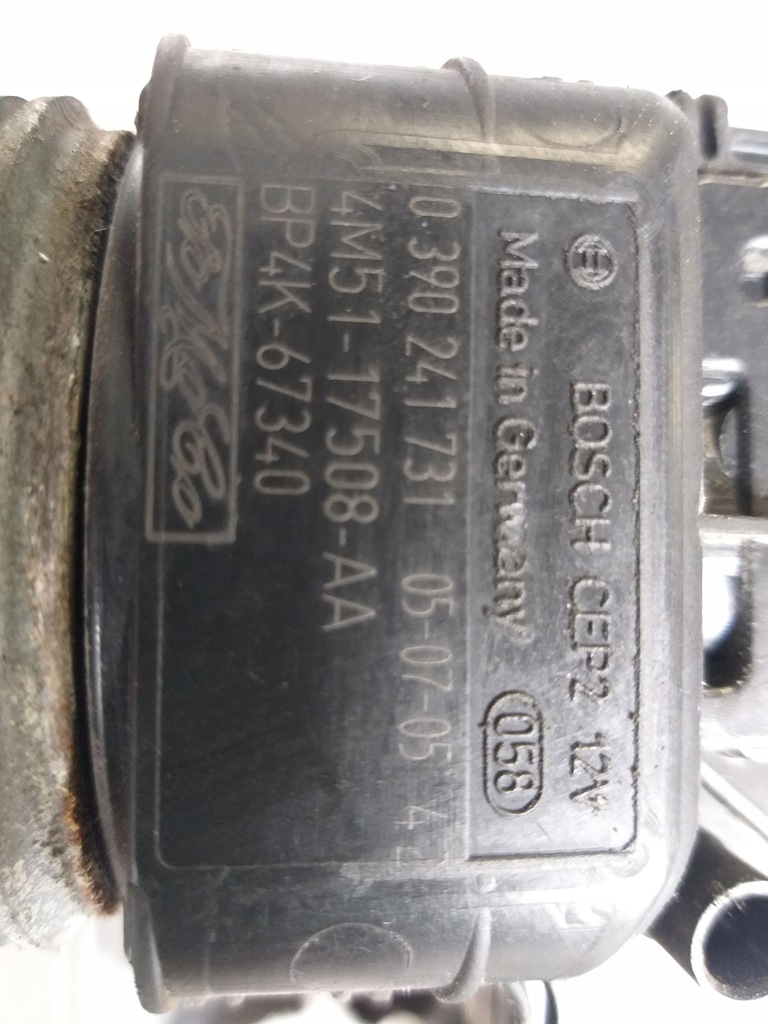 BOSCH CEP2 12V
Made in Germany 058
0 390 241 731 05-07-05 4
4M51-17508-AA
BP4K-67340